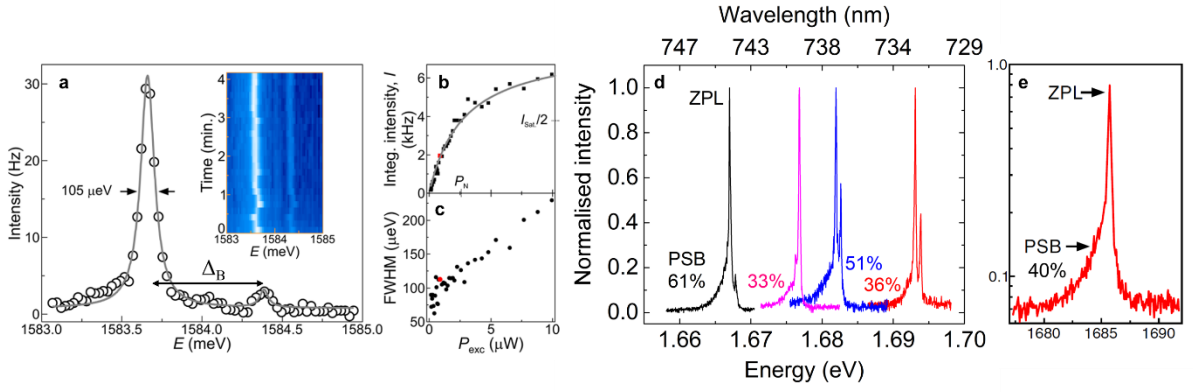 a
Intensity (Hz)
30
20
10
0
105 μeV
Δ_B
1583.0 1583.5 1584.0 1584.5 1585.0
E (meV)
Time (min.)
4
2
1
0
1583 1584 1585
E (meV)
b
Integ. intensity, I
(kHz)
6
4
2
0
I_Sat./2
P_N
c
FWHM (μeV)
200
150
100
50
0 5 10
P_exc (μW)
Wavelength (nm)
747 743 738 734 729
d
Normalised intensity
1.0
0.8
0.6
0.4
0.2
0.0
ZPL
PSB
61%
33%
51%
36%
1.66 1.67 1.68 1.69 1.70
Energy (eV)
e
1.0
0.1
ZPL
PSB
40%
1680 1685 1690